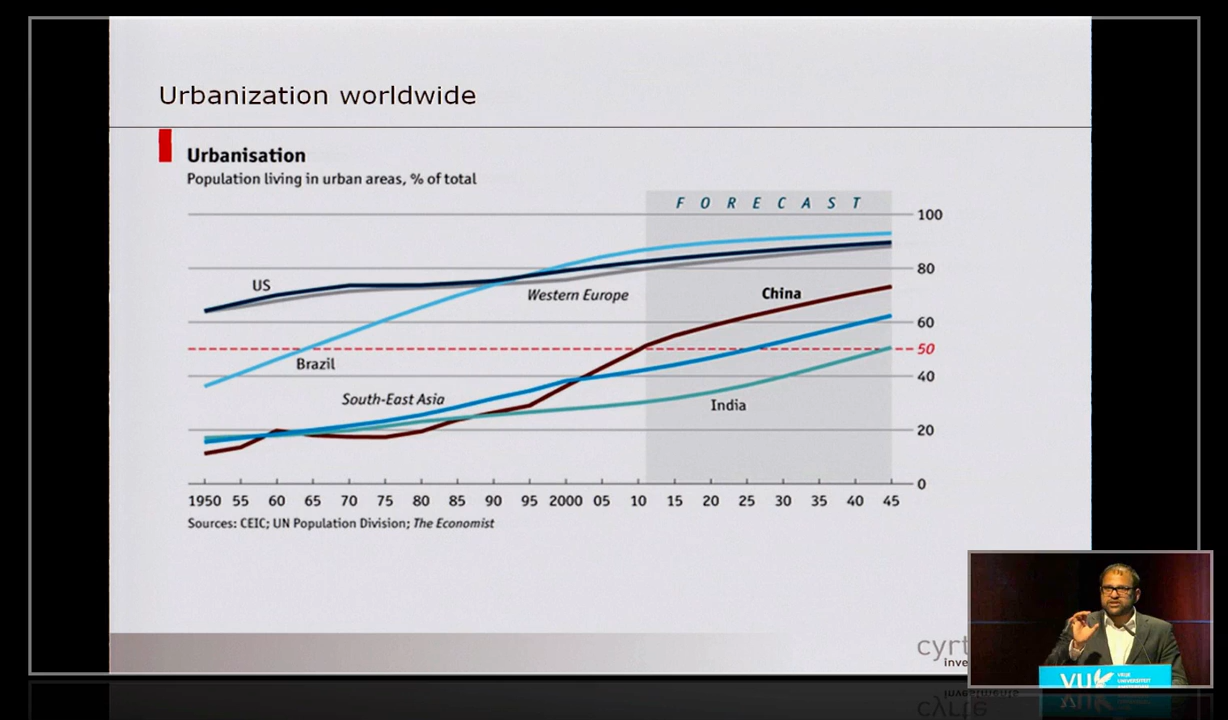 Urbanization worldwide
Urbanisation
Population living in urban areas, % of total
FORECAST
100
US
80
Western Europe
China
60
50
Brazil
40
South-East Asia
India
20
0
1950 55 60 65 70 75 80 85 90 95 2000 05 10 15 20 25 30 35 40 45
Sources: CEIC; UN Population Division; The Economist
cyrt
inve
VU
VRIJE
UNIVERSITEIT